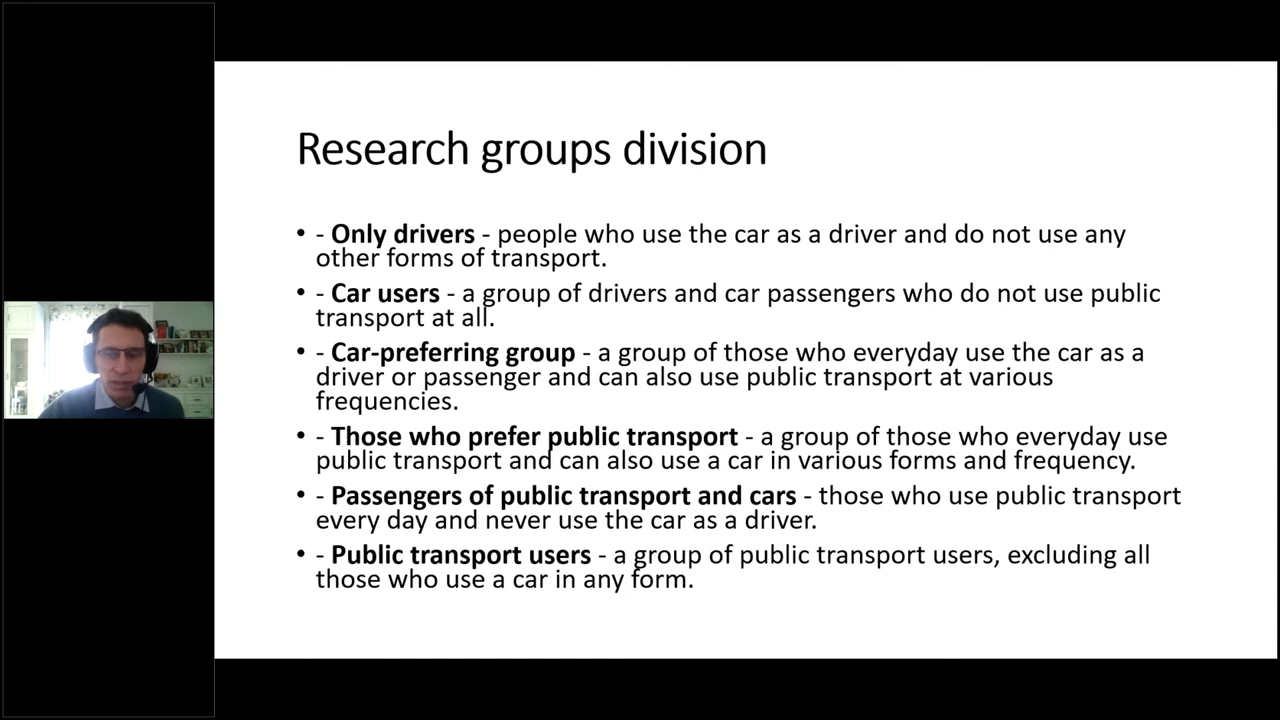 Research groups division
• - Only drivers - people who use the car as a driver and do not use any
other forms of transport.
• - Car users - a group of drivers and car passengers who do not use public
transport at all.
• - Car-preferring group - a group of those who everyday use the car as a
driver or passenger and can also use public transport at various
frequencies.
• - Those who prefer public transport - a group of those who everyday use
public transport and can also use a car in various forms and frequency.
• - Passengers of public transport and cars - those who use public transport
every day and never use the car as a driver.
• - Public transport users - a group of public transport users, excluding all
those who use a car in any form.